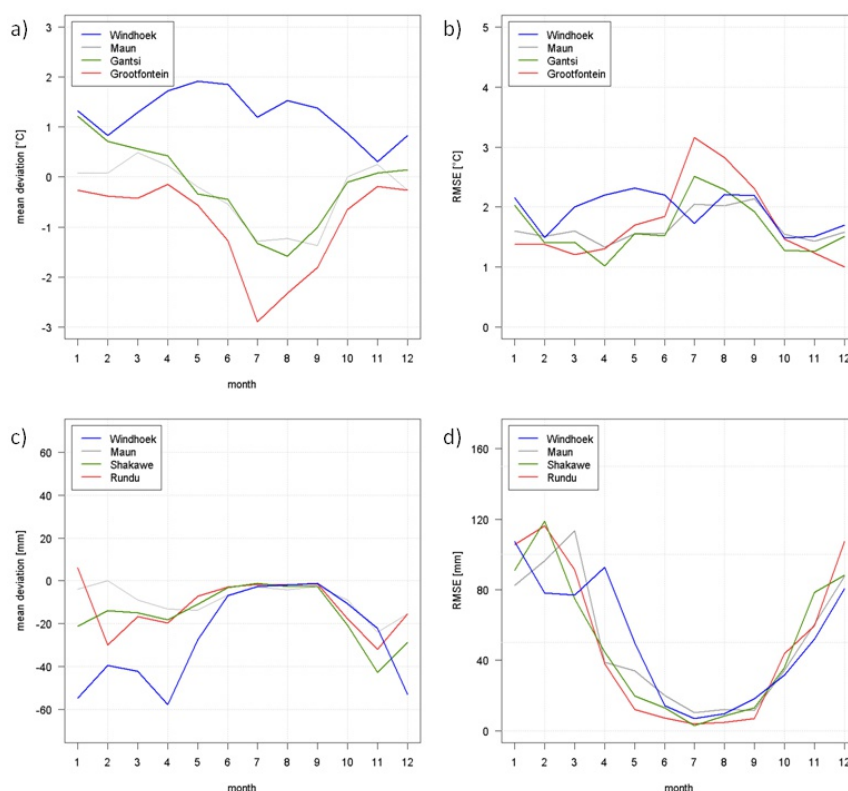 a)
Windhoek
Maun
Gantsi
Grootfontein
mean deviation [°C]
3
2
1
0
-1
-2
-3
1 2 3 4 5 6 7 8 9 10 11 12
month
b)
Windhoek
Maun
Gantsi
Grootfontein
RMSE [°C]
5
4
3
2
1
0
1 2 3 4 5 6 7 8 9 10 11 12
c)
Windhoek
Maun
Shakawe
Rundu
mean deviation [mm]
60
40
20
0
-20
-40
-60
1 2 3 4 5 6 7 8 9 10 11 12
month
d)
Windhoek
Maun
Shakawe
Rundu
RMSE [mm]
160
120
80
40
0
1 2 3 4 5 6 7 8 9 10 11 12
month